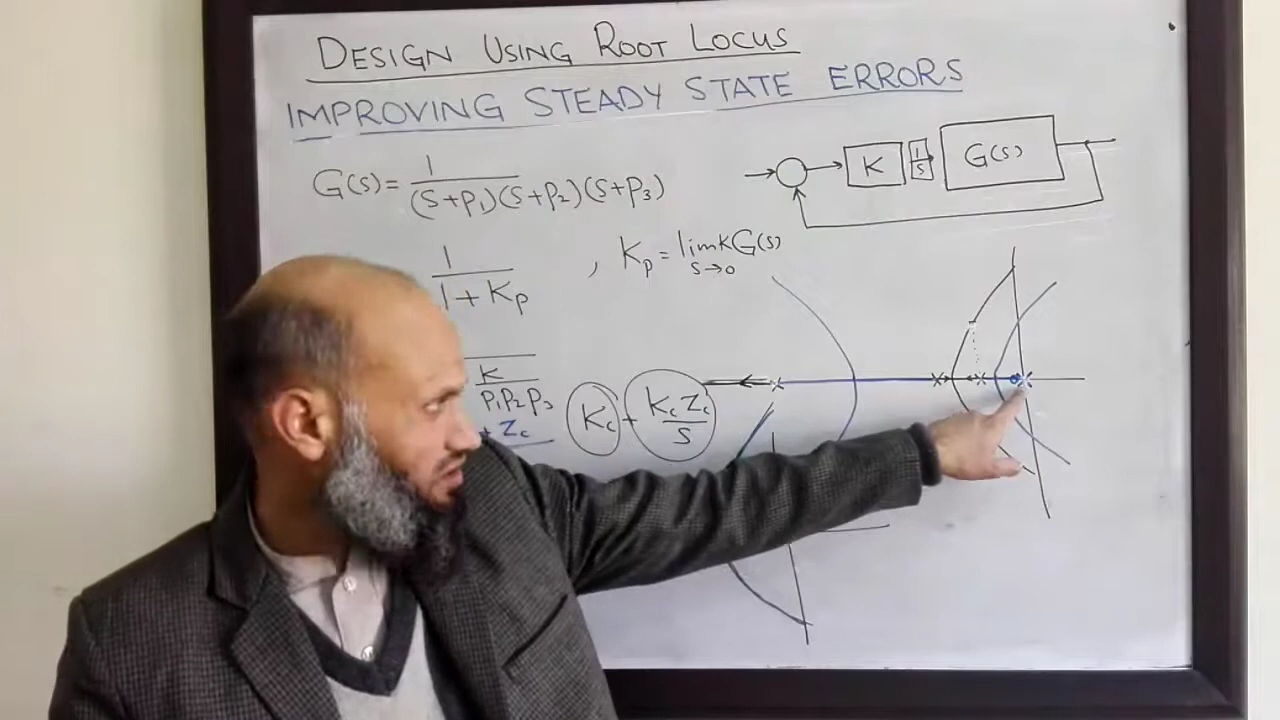 DESIGN USING ROOT LOCUS
IMPROVING STEADY STATE ERRORS
G(s) = 1 / (s+p₁)(s+p₂)(s+p₃)
K 1/s G(s)
1 / 1 + Kp , Kp = lim s→0 KG(s)
K / p₁p₂p₃
+ Zc
Kc + KcZc / s